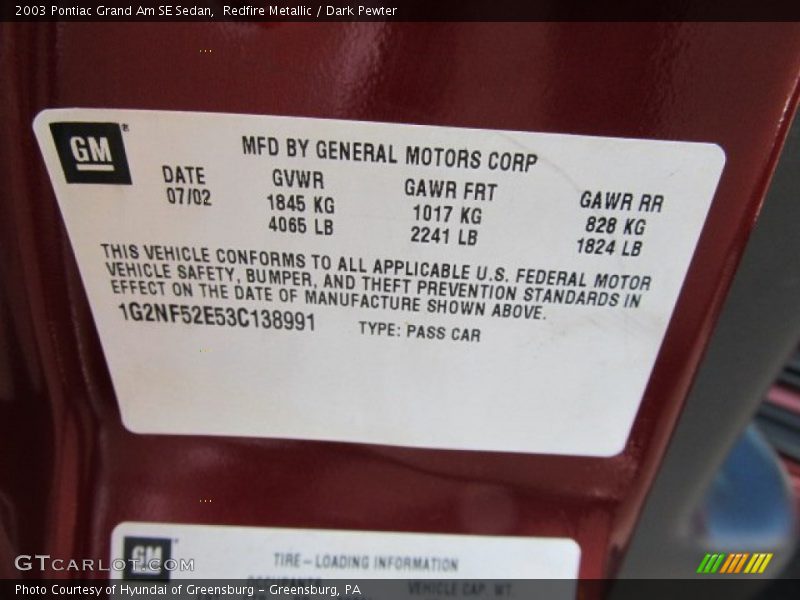 2003 Pontiac Grand Am SE Sedan, Redfire Metallic / Dark Pewter
GM
MFD BY GENERAL MOTORS CORP
DATE GVWR GAWR FRT GAWR RR
07/02 1845 KG 1017 KG 828 KG
4065 LB 2241 LB 1824 LB
THIS VEHICLE CONFORMS TO ALL APPLICABLE U.S. FEDERAL MOTOR
VEHICLE SAFETY, BUMPER, AND THEFT PREVENTION STANDARDS IN
EFFECT ON THE DATE OF MANUFACTURE SHOWN ABOVE.
1G2NF52E53C138991 TYPE: PASS CAR
GM
TIRE-LOADING INFORMATION
VEHICLE CAP. WT.
GTCARLOT.COM
Photo Courtesy of Hyundai of Greensburg - Greensburg, PA